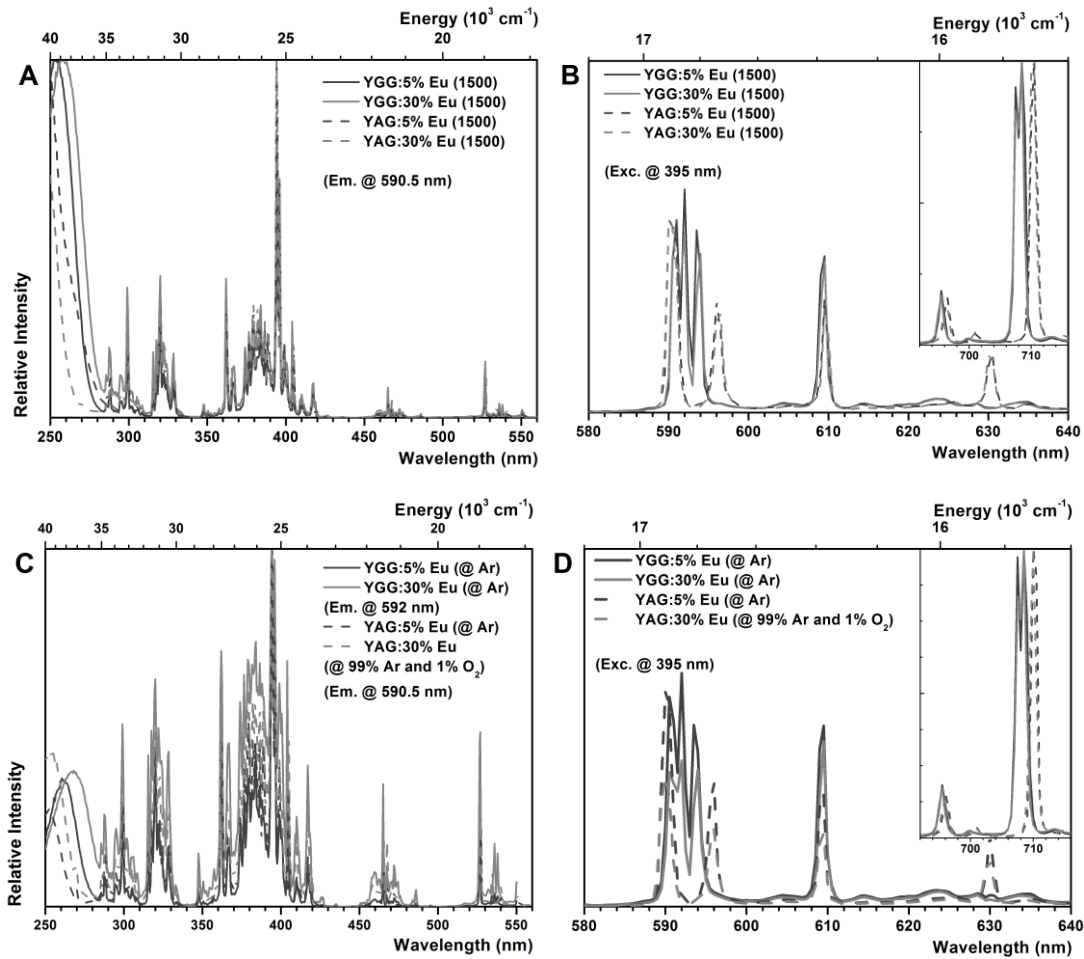 Energy (10³ cm⁻¹)
40 35 30 25 20
A
YGG:5% Eu (1500)
YGG:30% Eu (1500)
YAG:5% Eu (1500)
YAG:30% Eu (1500)
(Em. @ 590.5 nm)
Relative Intensity
250 300 350 400 450 500 550
Wavelength (nm)
Energy (10³ cm⁻¹)
17 16
B
YGG:5% Eu (1500)
YGG:30% Eu (1500)
YAG:5% Eu (1500)
YAG:30% Eu (1500)
(Exc. @ 395 nm)
700 710
580 590 600 610 620 630 640
Wavelength (nm)
Energy (10³ cm⁻¹)
40 35 30 25 20
C
YGG:5% Eu (@ Ar)
YGG:30% Eu (@ Ar)
(Em. @ 592 nm)
YAG:5% Eu (@ Ar)
YAG:30% Eu
(@ 99% Ar and 1% O₂)
(Em. @ 590.5 nm)
Relative Intensity
250 300 350 400 450 500 550
Wavelength (nm)
Energy (10³ cm⁻¹)
17 16
D
YGG:5% Eu (@ Ar)
YGG:30% Eu (@ Ar)
YAG:5% Eu (@ Ar)
YAG:30% Eu (@ 99% Ar and 1% O₂)
(Exc. @ 395 nm)
700 710
580 590 600 610 620 630 640
Wavelength (nm)